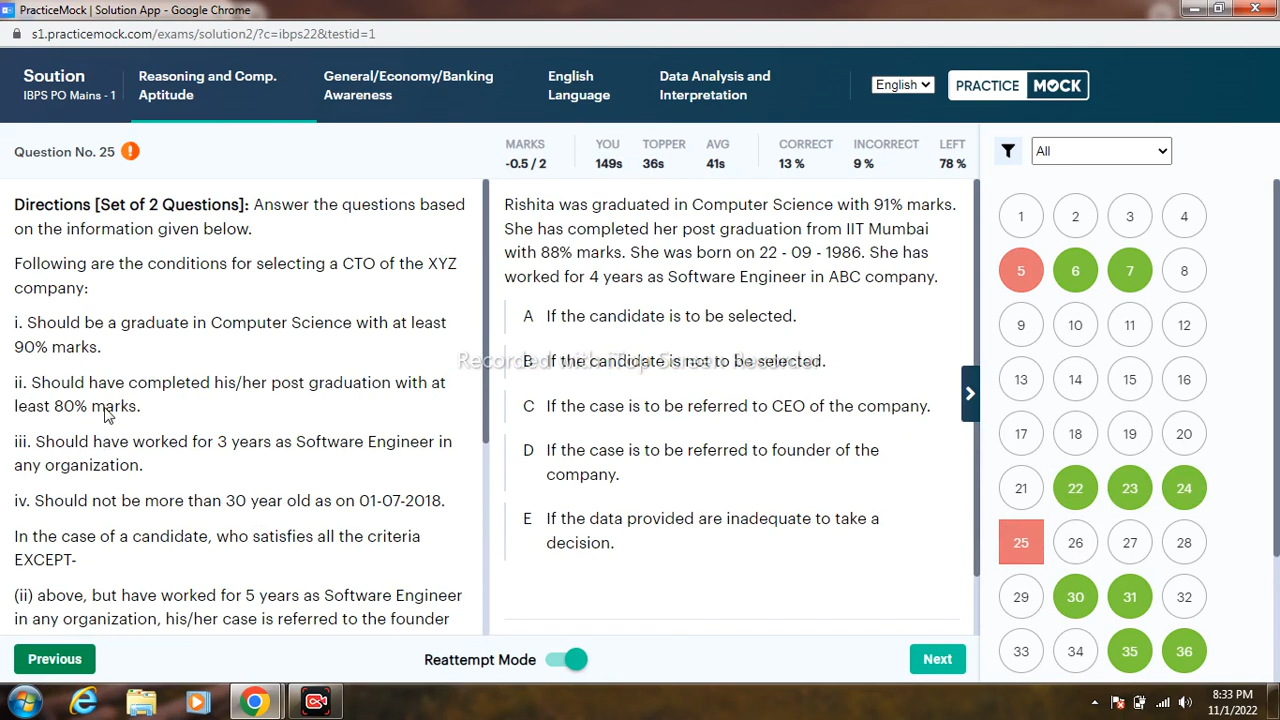 PracticeMock | Solution App - Google Chrome
s1.practicemock.com/exams/solution2/?c=ibps22&testid=1
Soution
IBPS PO Mains - 1
Reasoning and Comp.
Aptitude
General/Economy/Banking
Awareness
English
Language
Data Analysis and
Interpretation
English
PRACTICE MOCK
Question No. 25
MARKS
-0.5 / 2
YOU
149s
TOPPER
36s
AVG
41s
CORRECT
13 %
INCORRECT
9 %
LEFT
78 %
All
Directions [Set of 2 Questions]: Answer the questions based
on the information given below.
Following are the conditions for selecting a CTO of the XYZ
company:
i. Should be a graduate in Computer Science with at least
90% marks.
ii. Should have completed his/her post graduation with at
least 80% marks.
iii. Should have worked for 3 years as Software Engineer in
any organization.
iv. Should not be more than 30 year old as on 01-07-2018.
In the case of a candidate, who satisfies all the criteria
EXCEPT-
(ii) above, but have worked for 5 years as Software Engineer
in any organization, his/her case is referred to the founder
Rishita was graduated in Computer Science with 91% marks.
She has completed her post graduation from IIT Mumbai
with 88% marks. She was born on 22 - 09 - 1986. She has
worked for 4 years as Software Engineer in ABC company.
A If the candidate is to be selected.
B If the candidate is not to be selected.
Recorded with iTop Screen Recorder
C If the case is to be referred to CEO of the company.
D If the case is to be referred to founder of the
company.
E If the data provided are inadequate to take a
decision.
1 2 3 4
5 6 7 8
9 10 11 12
13 14 15 16
17 18 19 20
21 22 23 24
25 26 27 28
29 30 31 32
33 34 35 36
Previous
Reattempt Mode
Next
8:33 PM
11/1/2022